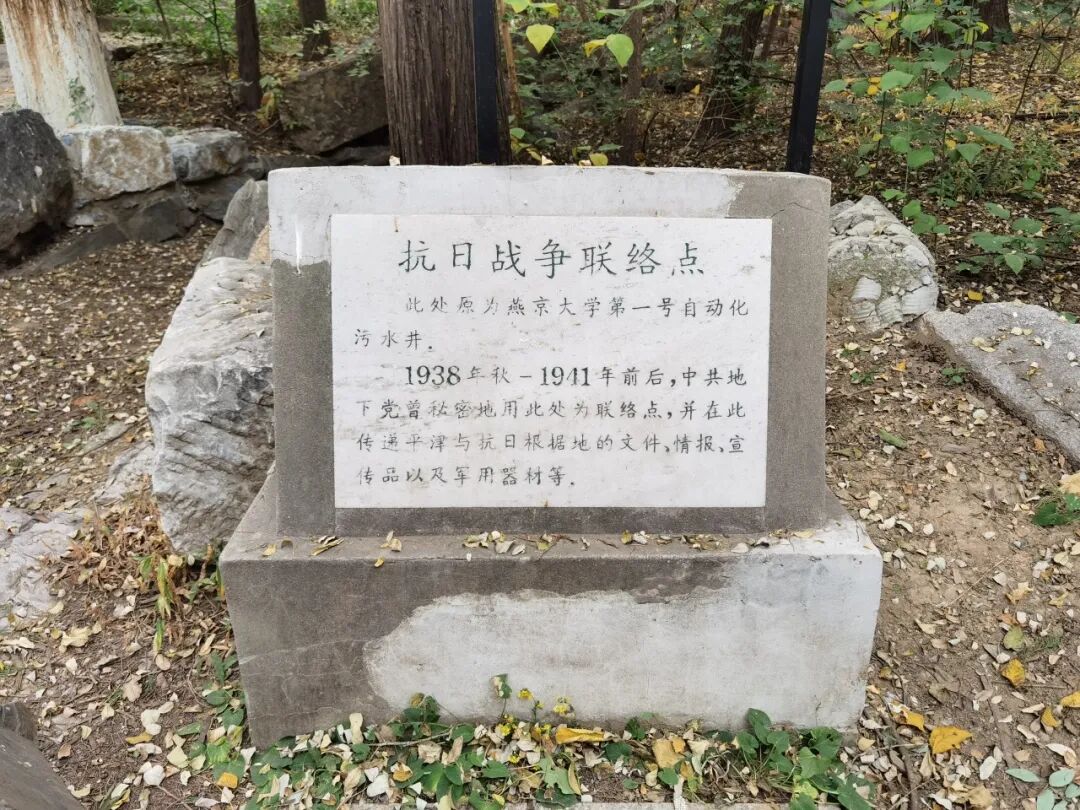 抗日战争联络点
此处原为燕京大学第一号自动化
污水井.
1938年秋-1941年前后,中共地
下党曾秘密地用此处为联络点,并在此
传递平津与抗日根据地的文件、情报、宣
传品以及军用器材等.